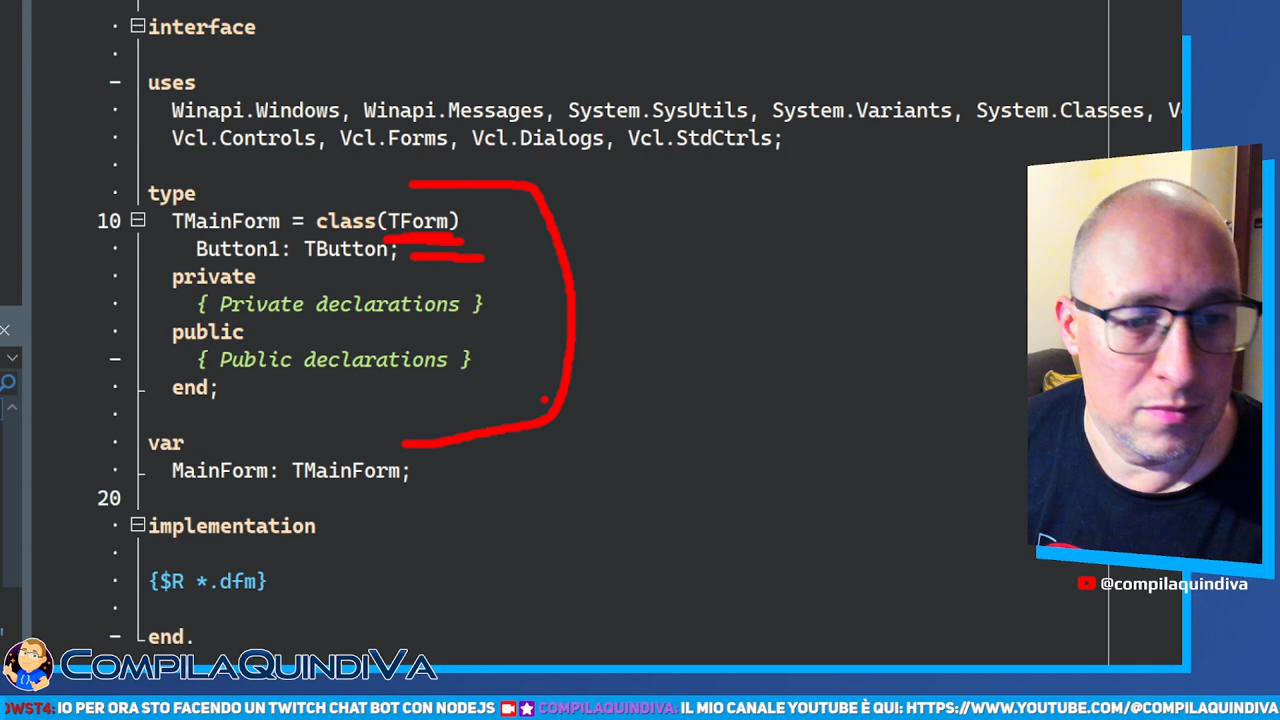 interface
uses
Winapi.Windows, Winapi.Messages, System.SysUtils, System.Variants, System.Classes,
Vcl.Controls, Vcl.Forms, Vcl.Dialogs, Vcl.StdCtrls;
type
10 TMainForm = class(TForm)
Button1: TButton;
private
{ Private declarations }
public
{ Public declarations }
end;
var
MainForm: TMainForm;
20
implementation
{$R *.dfm}
end.
@compilaquindiva
COMPILAQUINDIVA
IO PER ORA STO FACENDO UN TWITCH CHAT BOT CON NODEJS COMPILAQUINDIVA: IL MIO CANALE YOUTUBE È QUI: HTTPS://WWW.YOUTUBE.COM/@COMPILAQUINDIVA